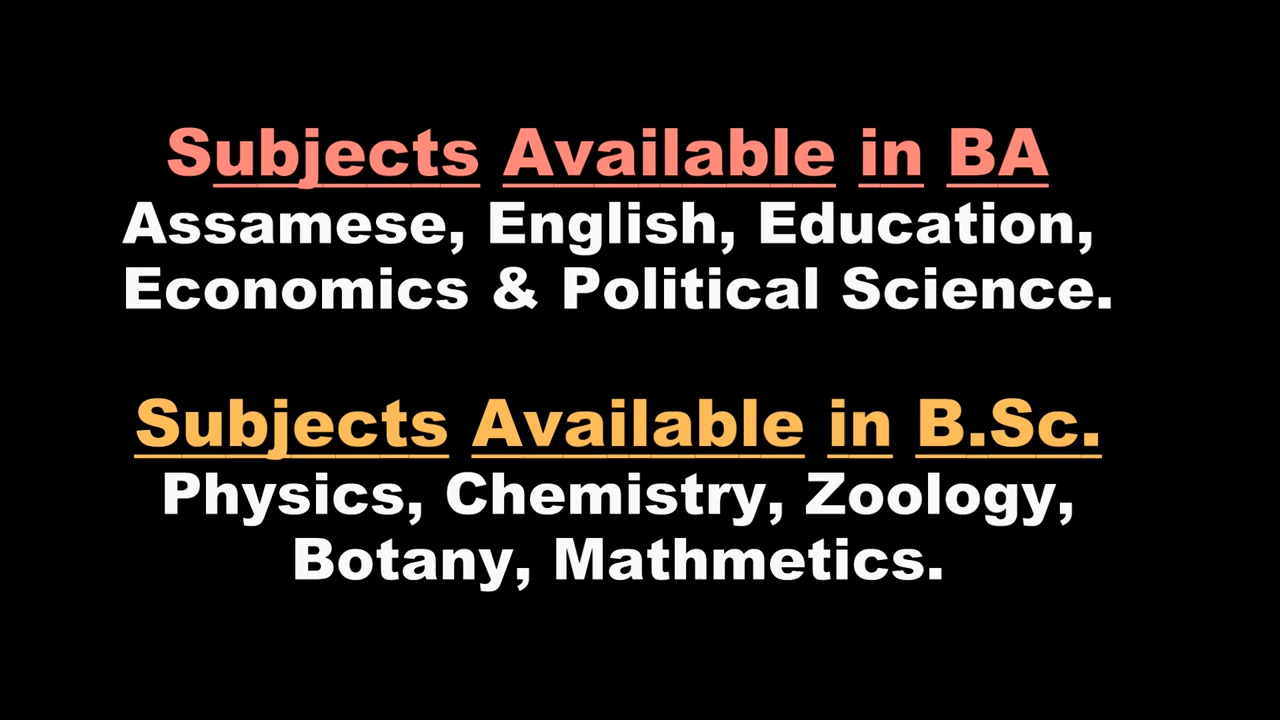 Subjects Available in BA
Assamese, English, Education,
Economics & Political Science.
Subjects Available in B.Sc.
Physics, Chemistry, Zoology,
Botany, Mathmetics.